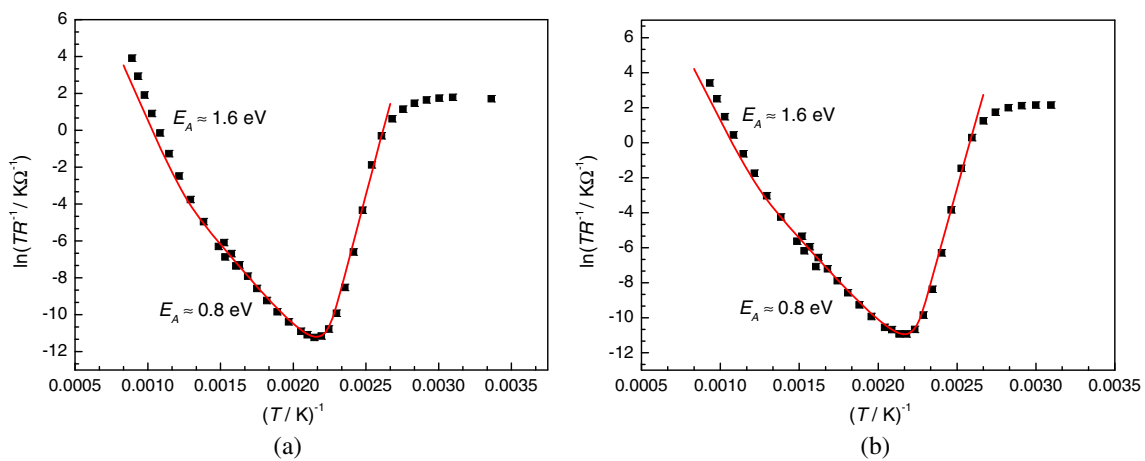 6
4
2
0
-2
-4
-6
-8
-10
-12
ln(TR⁻¹ / KΩ⁻¹)
E_A ≈ 1.6 eV
E_A ≈ 0.8 eV
0.0005 0.0010 0.0015 0.0020 0.0025 0.0030 0.0035
(T / K)⁻¹
(a)
6
4
2
0
-2
-4
-6
-8
-10
-12
ln(TR⁻¹ / KΩ⁻¹)
E_A ≈ 1.6 eV
E_A ≈ 0.8 eV
0.0005 0.0010 0.0015 0.0020 0.0025 0.0030 0.0035
(T / K)⁻¹
(b)